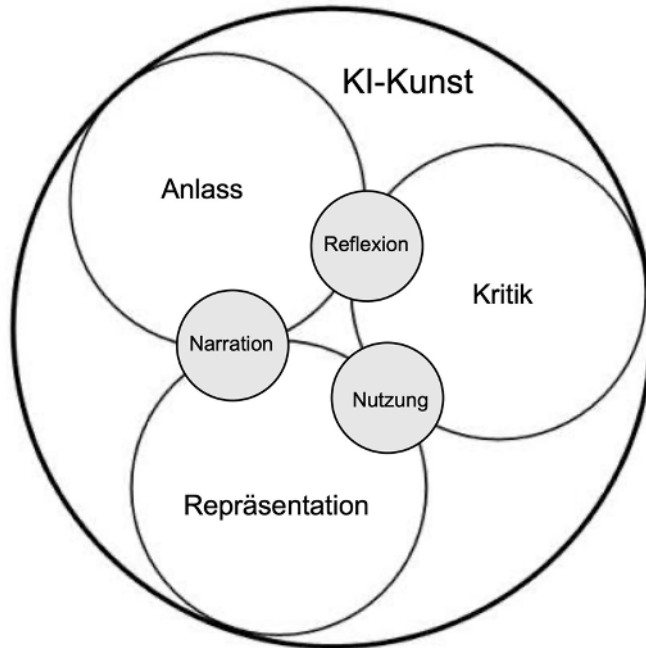 KI-Kunst
Anlass
Reflexion
Kritik
Narration
Nutzung
Repräsentation